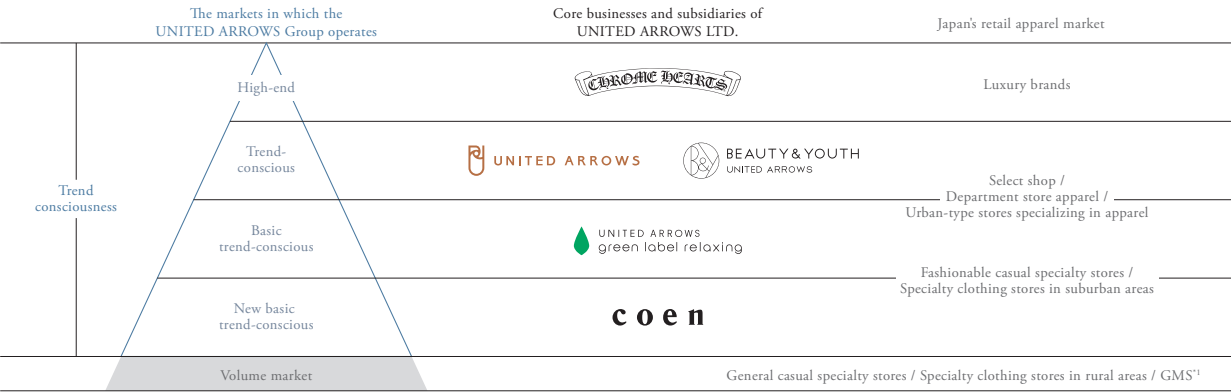 The markets in which the
UNITED ARROWS Group operates
Core businesses and subsidiaries of
UNITED ARROWS LTD.
Japan's retail apparel market
High-end
CHROME HEARTS
Luxury brands
Trend-
conscious
UNITED ARROWS
B&Y
BEAUTY&YOUTH
UNITED ARROWS
Trend
consciousness
Select shop /
Department store apparel /
Urban-type stores specializing in apparel
Basic
trend-conscious
UNITED ARROWS
green label relaxing
Fashionable casual specialty stores /
Specialty clothing stores in suburban areas
New basic
trend-conscious
coen
Volume market
General casual specialty stores / Specialty clothing stores in rural areas / GMS*1